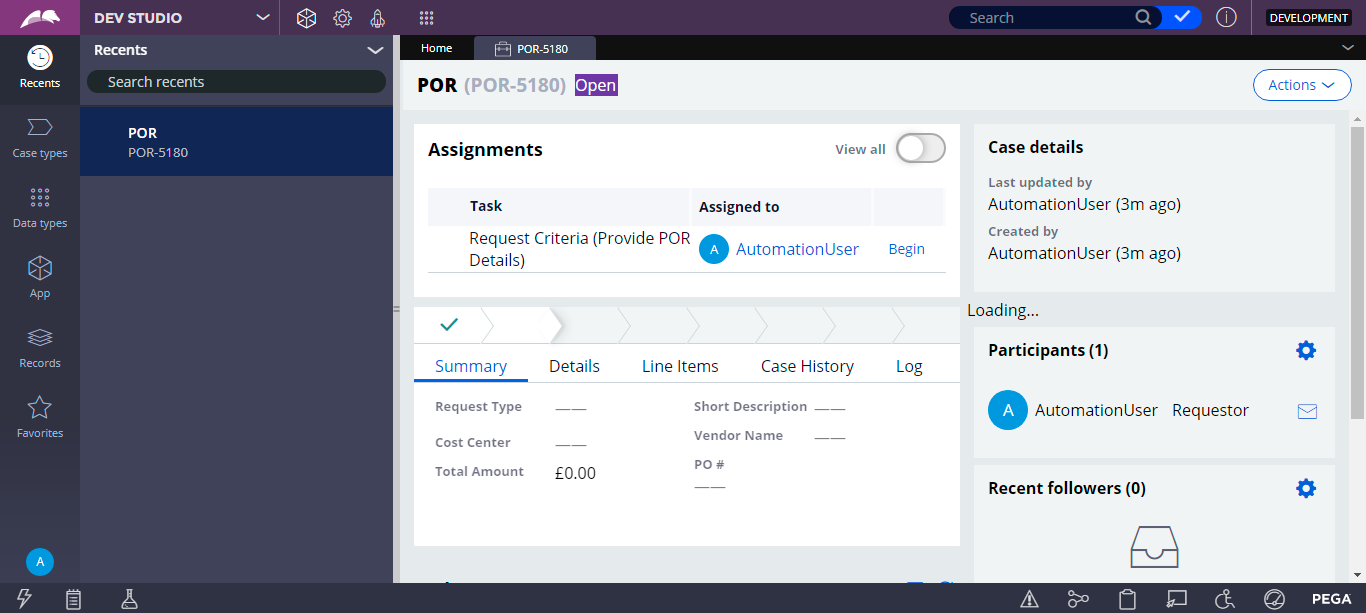 DEV STUDIO
Search
DEVELOPMENT
Recents
Recents
Search recents
POR
POR-5180
Case types
Data types
App
Records
Favorites
A
Home
POR-5180
POR (POR-5180) Open
Actions
Assignments
View all
Task
Assigned to
Request Criteria (Provide POR
Details)
A
AutomationUser
Begin
Summary
Details
Line Items
Case History
Log
Request Type
——
Short Description
——
Cost Center
——
Vendor Name
——
Total Amount
£0.00
PO #
——
Case details
Last updated by
AutomationUser (3m ago)
Created by
AutomationUser (3m ago)
Loading...
Participants (1)
A
AutomationUser
Requestor
Recent followers (0)
PEGA